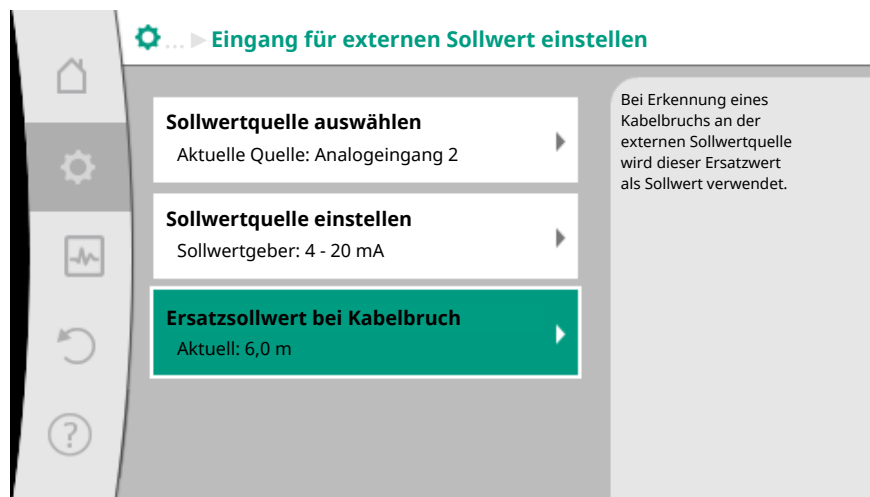 ... ▶ Eingang für externen Sollwert einstellen
Sollwertquelle auswählen
Aktuelle Quelle: Analogeingang 2
Sollwertquelle einstellen
Sollwertgeber: 4 - 20 mA
Ersatzsollwert bei Kabelbruch
Aktuell: 6,0 m
Bei Erkennung eines
Kabelbruchs an der
externen Sollwertquelle
wird dieser Ersatzwert
als Sollwert verwendet.
?